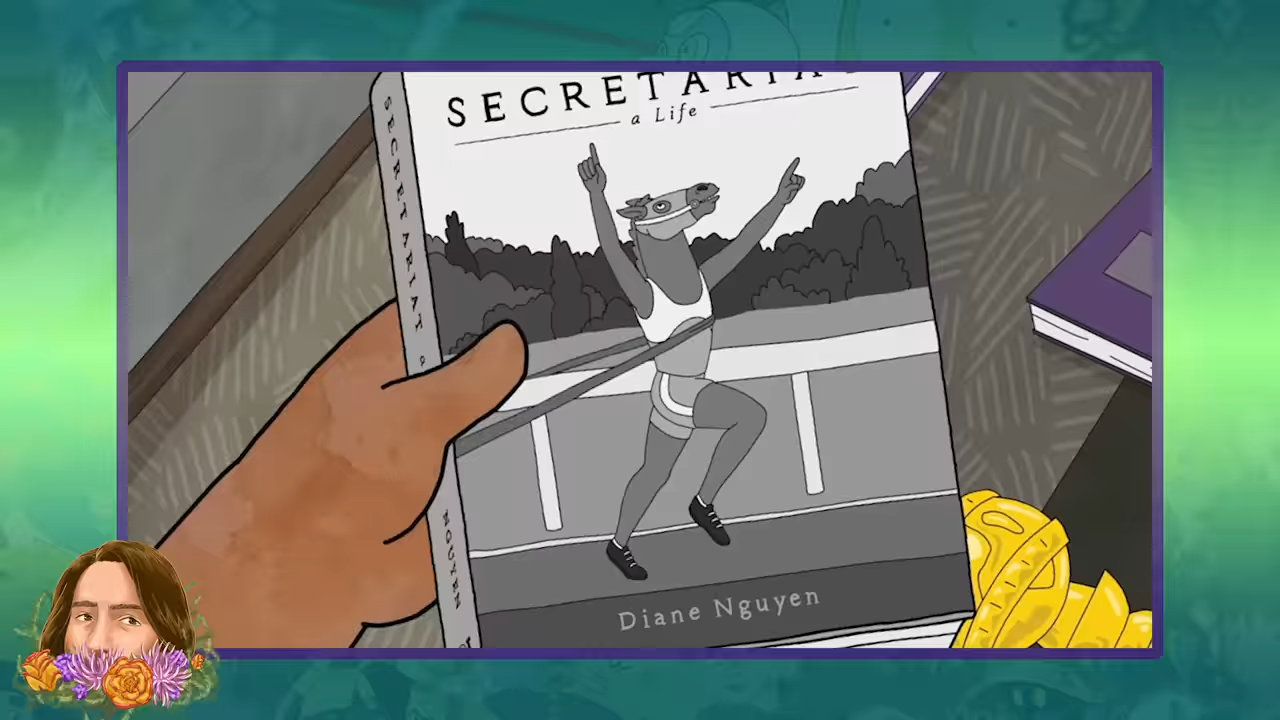 SECRETARIA
a Life
SECRETARIAT a
NGUYEN
Diane Nguyen